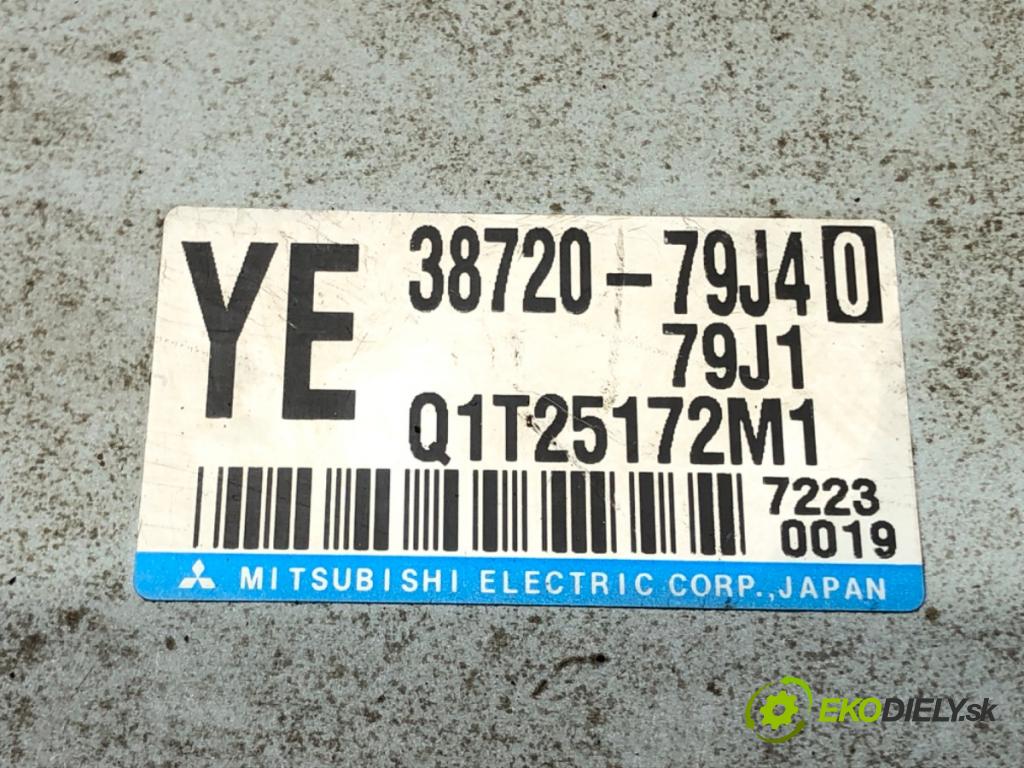 YE 38720-79J40
79J1
Q1T25172M1
7223
0019
MITSUBISHI ELECTRIC CORP., JAPAN
EKODIELY.sk